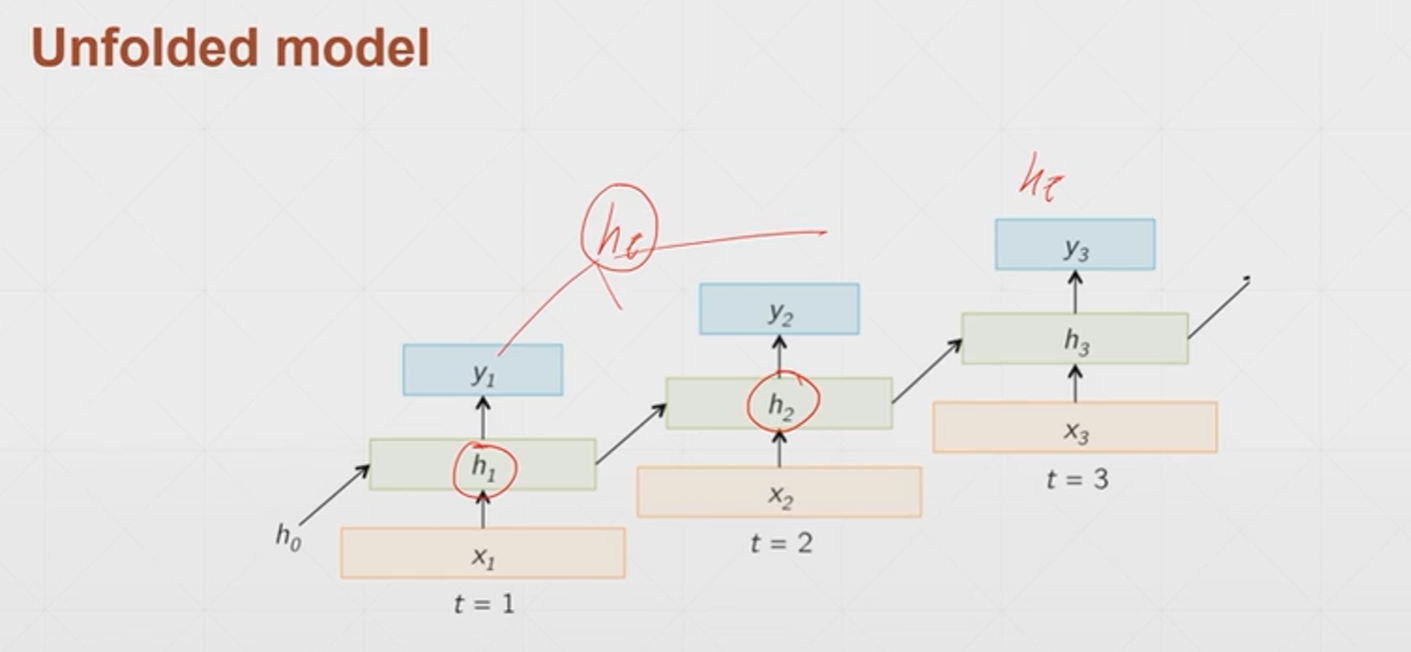 Unfolded model
h_t
h_t
y_3
y_2
h_3
y_1
h_2
x_3
h_1
t = 3
x_2
h_0
t = 2
x_1
t = 1